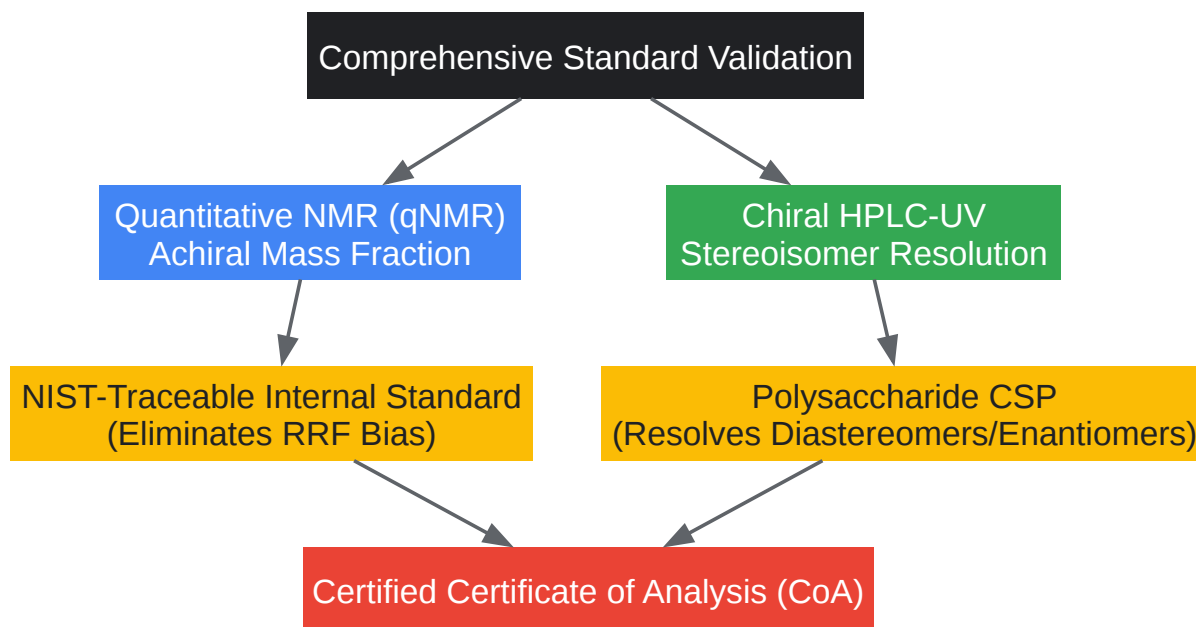 Comprehensive Standard Validation
Quantitative NMR (qNMR)
Achiral Mass Fraction
Chiral HPLC-UV
Stereoisomer Resolution
NIST-Traceable Internal Standard
(Eliminates RRF Bias)
Polysaccharide CSP
(Resolves Diastereomers/Enantiomers)
Certified Certificate of Analysis (CoA)